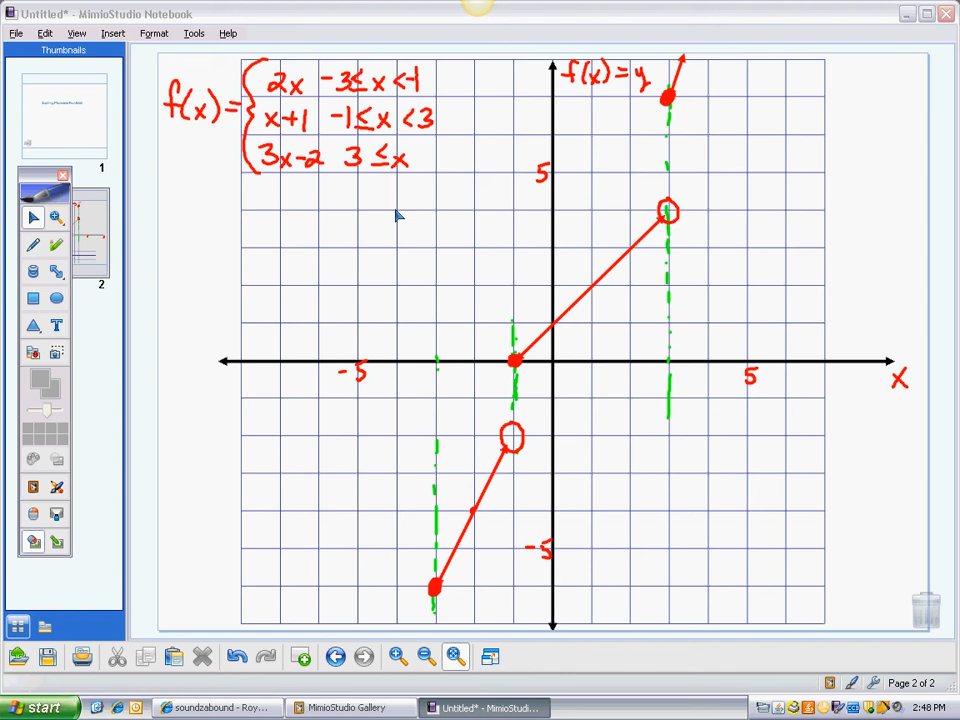 Untitled* - MimioStudio Notebook
File Edit View Insert Format Tools Help
Thumbnails
1
2
f(x) = { 2x -3≤x<-1
x+1 -1≤x<3
3x-2 3≤x
f(x)=y
5
-5
5
x
-5
Page 2 of 2
start
soundzabound - Roy...
MimioStudio Gallery
Untitled* - MimioStudi...
2:48 PM